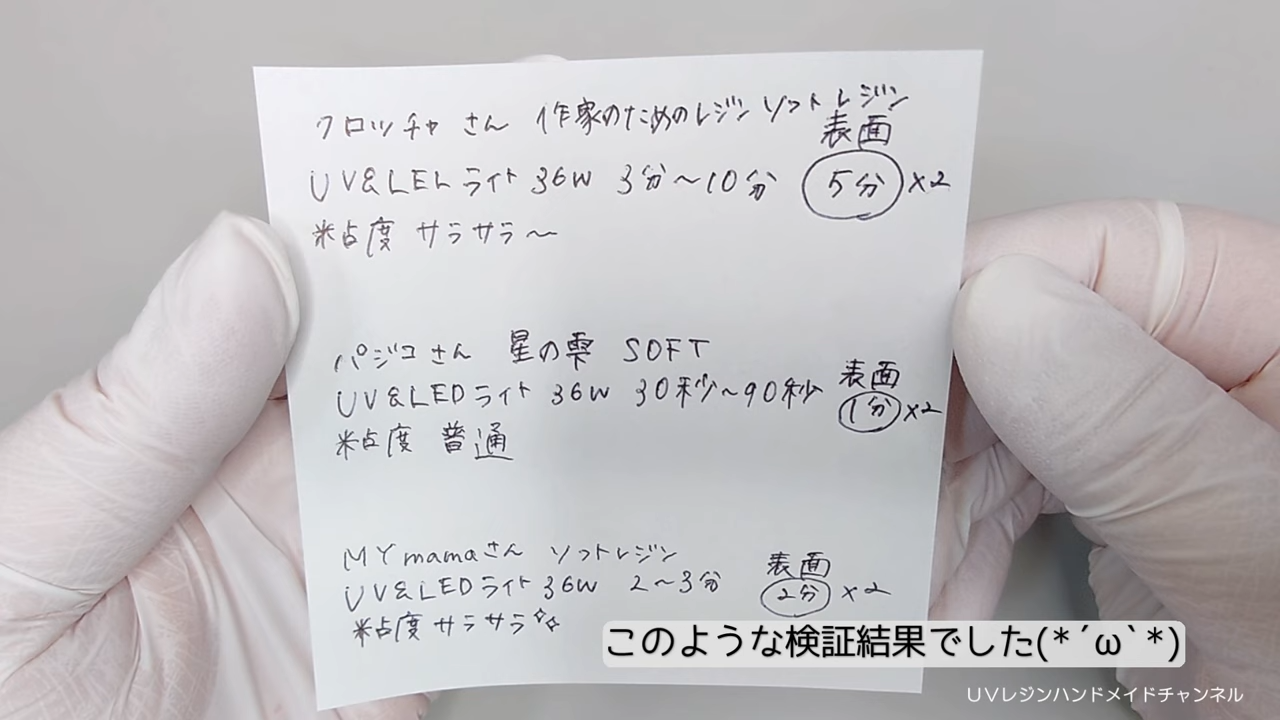 クロッチャさん 作家のためのレジン ソフトレジン
表面
UV&LEDライト 36W 3分〜10分 5分×2
粘度 サラサラ〜
パジコさん 星の雫 SOFT
表面
UV&LEDライト 36W 30秒〜90秒 1分×2
粘度 普通
MYmamaさん ソフトレジン
表面
UV&LEDライト 36W 2〜3分 2分×2
粘度 サラサラ✧✧
このような検証結果でした(*´ω`*)
UVレジンハンドメイドチャンネル